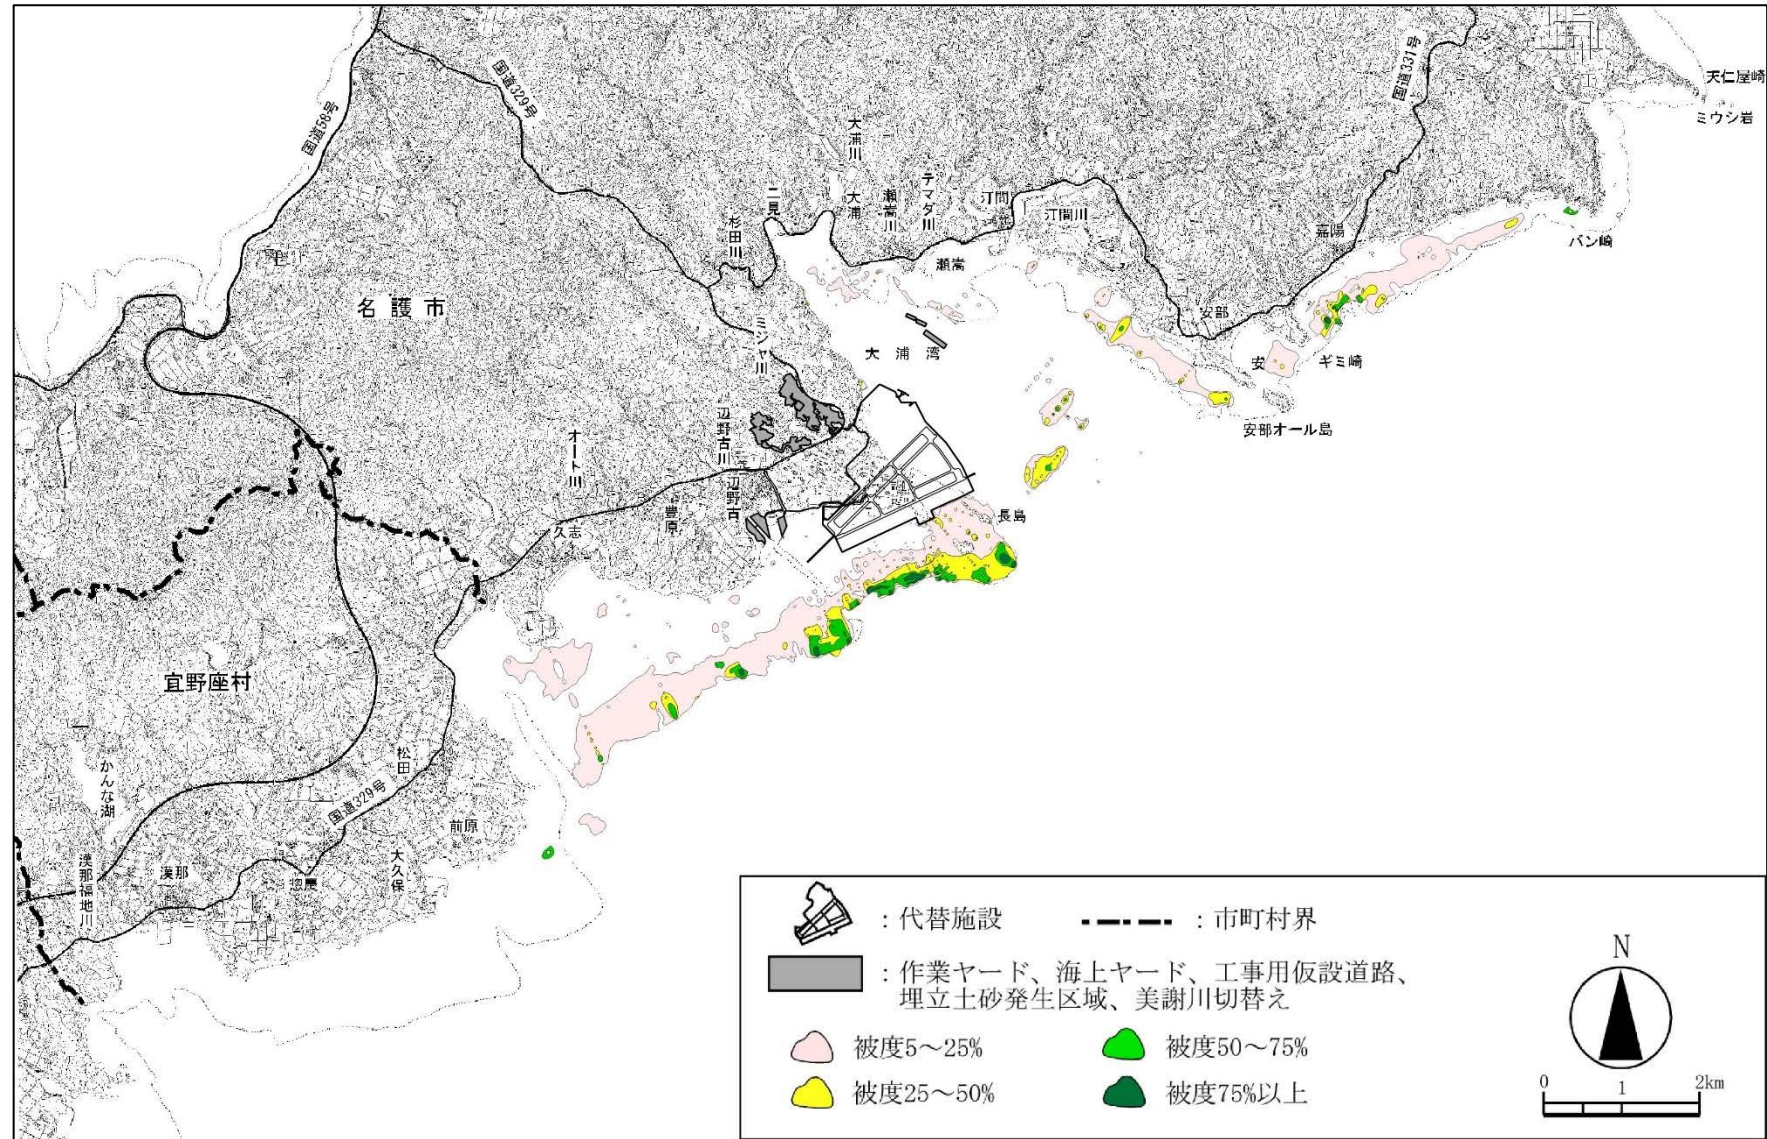 天仁屋崎
ミウシ岩
国道331号
国道329号
国道58号
大浦川
大浦
瀬嵩川
テマタ川
汀間
汀間川
二見
杉田川
嘉陽
バン崎
瀬嵩
名護市
安部
ミジャ川
大浦湾
安
ギミ崎
安部オール島
辺野古川
オート川
辺野古
豊原
久志
長島
宜野座村
松田
かんな湖
国道329号
前原
漢那福地川
漢那
惣慶
大久保
：代替施設
：市町村界
：作業ヤード、海上ヤード、工事用仮設道路、
埋立土砂発生区域、美謝川切替え
被度5～25%
被度50～75%
被度25～50%
被度75%以上
N
0 1 2km